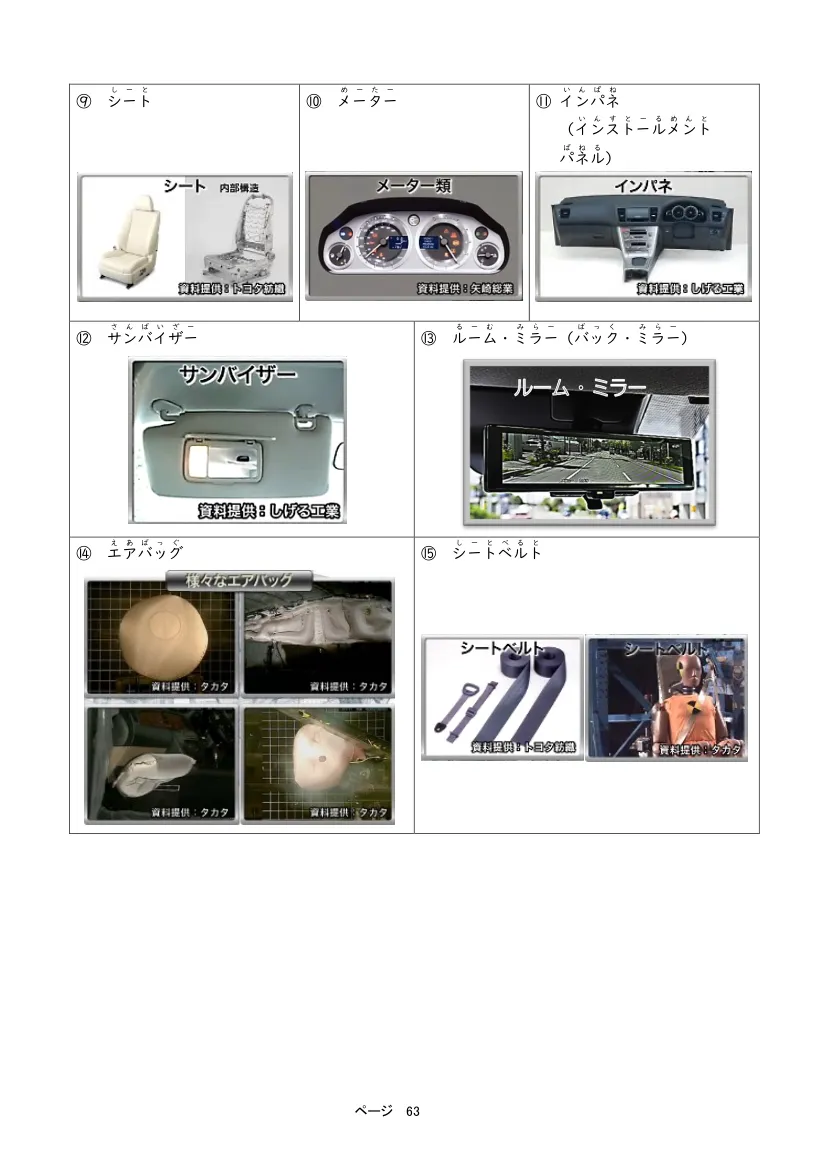 しーと
⑨ シート
めーたー
⑩ メーター
いんぱね
⑪ インパネ
いんすとーるめんと
（インストールメント
ぱねる
パネル）
シート 内部構造
資料提供：トヨタ紡織
メーター類
資料提供：矢崎総業
インパネ
資料提供：しげる工業
さんばいざー
⑫ サンバイザー
るーむ みらー ばっく みらー
⑬ ルーム・ミラー（バック・ミラー）
サンバイザー
資料提供：しげる工業
ルーム・ミラー
えあばっぐ
⑭ エアバッグ
しーとべると
⑮ シートベルト
様々なエアバッグ
資料提供：タカタ
資料提供：タカタ
資料提供：タカタ
資料提供：タカタ
シートベルト
資料提供：トヨタ紡織
シートベルト
資料提供：タカタ
ページ 63